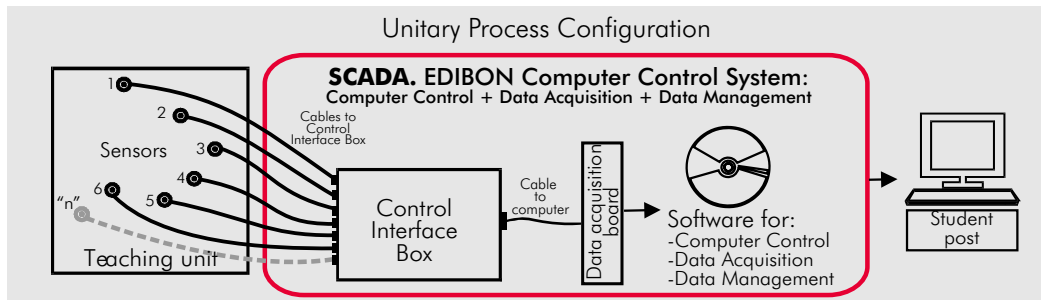 Unitary Process Configuration
SCADA. EDIBON Computer Control System:
Computer Control + Data Acquisition + Data Management
1
2
3
4
5
6
“n”
Sensors
Teaching unit
Cables to
Control
Interface Box
Control
Interface
Box
Cable
to
computer
Data acquisition
board
Software for:
-Computer Control
-Data Acquisition
-Data Management
Student
post